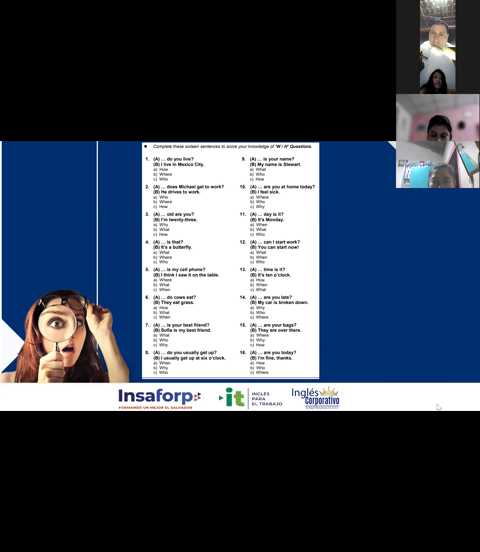 Complete these sixteen sentences to score your knowledge of 'W / H' Questions.
1. (A) … do you live?
(B) I live in Mexico City.
a) How
b) Where
c) Who
2. (A) … does Michael get to work?
(B) He drives to work.
a) Who
b) Where
c) How
3. (A) … old are you?
(B) I'm twenty-three.
a) Why
b) What
c) How
4. (A) … is that?
(B) It's a butterfly.
a) What
b) Where
c) Who
5. (A) … is my cell phone?
(B) I think I saw it on the table.
a) Where
b) What
c) When
6. (A) … do cows eat?
(B) They eat grass.
a) How
b) What
c) When
7. (A) … is your best friend?
(B) Sofia is my best friend.
a) What
b) Who
c) Why
8. (A) … do you usually get up?
(B) I usually get up at six o'clock.
a) When
b) Why
c) Who
9. (A) … is your name?
(B) My name is Stewart.
a) What
b) Who
c) How
10. (A) … are you at home today?
(B) I feel sick.
a) Where
b) Who
c) Why
11. (A) … day is it?
(B) It's Monday.
a) When
b) What
c) Who
12. (A) … can I start work?
(B) You can start now!
a) What
b) When
c) Who
13. (A) … time is it?
(B) It's ten o'clock.
a) How
b) When
c) What
14. (A) … are you late?
(B) My car is broken down.
a) Why
b) What
c) Who
15. (A) … are your bags?
(B) They are over there.
a) Where
b) Why
c) How
16. (A) … are you today?
(B) I'm fine, thanks.
a) How
b) Who
c) Where
Insaforp
FORMANDO UN MEJOR EL SALVADOR
it
INGLÉS
PARA
EL TRABAJO
Inglés
Corporativo